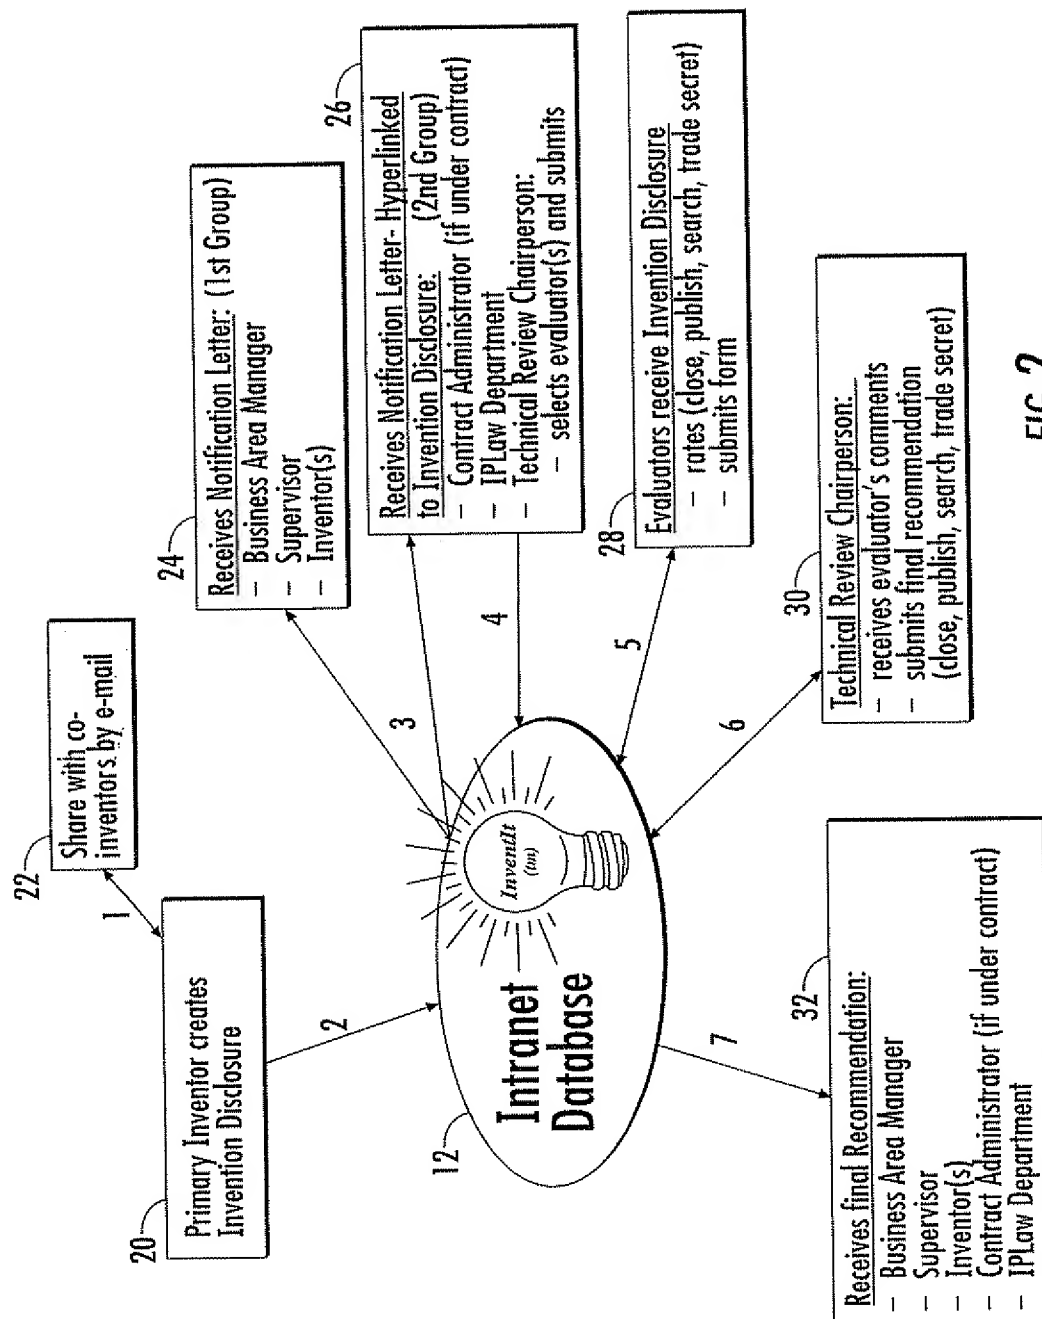 22
Share with co-
inventors by e-mail
1
20
Primary Inventor creates
Invention Disclosure
2
24
Receives Notification Letter: (1st Group)
- Business Area Manager
- Supervisor
- Inventor(s)
3
26
Receives Notification Letter- Hyperlinked
to Invention Disclosure: (2nd Group)
- Contract Administrator (if under contract)
- IPLaw Department
- Technical Review Chairperson:
- selects evaluator(s) and submits
4
12
Intranet
Database
InventIt
(tm)
28
Evaluators receive Invention Disclosure
- rates (close, publish, search, trade secret)
- submits form
5
30
Technical Review Chairperson:
- receives evaluator's comments
- submits final recommendation
(close, publish, search, trade secret)
6
32
Receives final Recommendation:
- Business Area Manager
- Supervisor
- Inventor(s)
- Contract Administrator (if under contract)
- IPLaw Department
7
FIG. 2